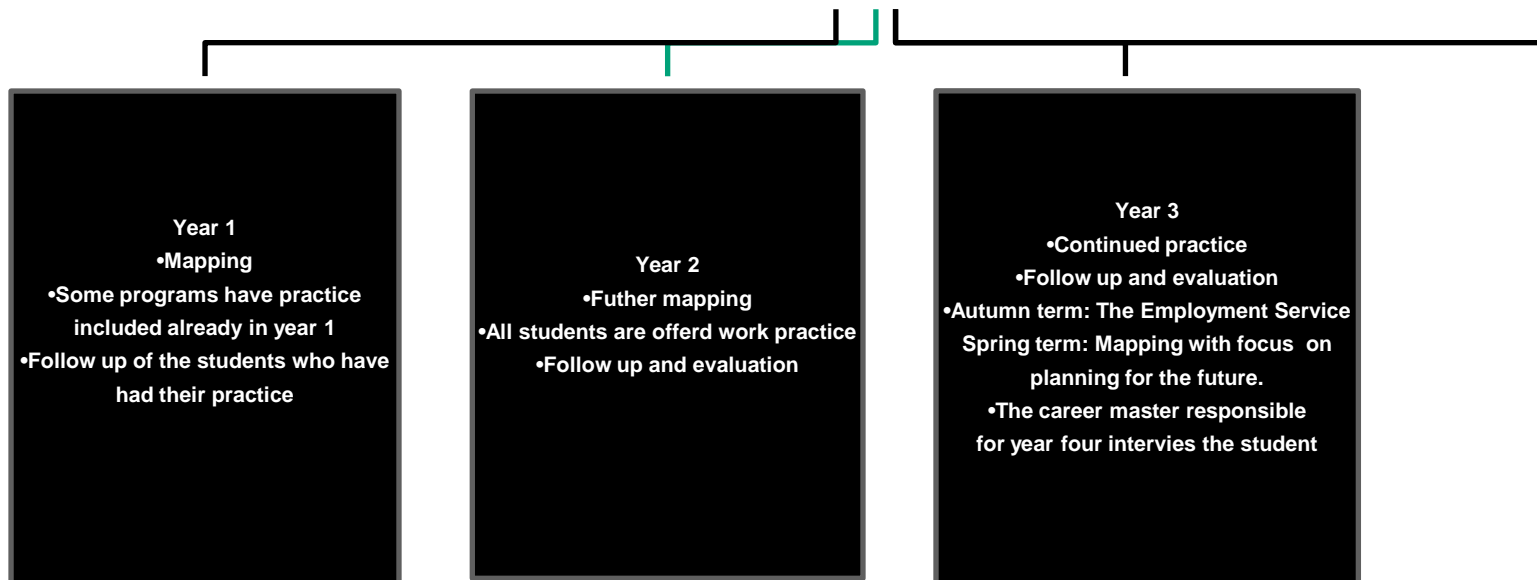 Year 1
•Mapping
•Some programs have practice
included already in year 1
•Follow up of the students who have
had their practice
Year 2
•Futher mapping
•All students are offerd work practice
•Follow up and evaluation
Year 3
•Continued practice
•Follow up and evaluation
•Autumn term: The Employment Service
Spring term: Mapping with focus on
planning for the future.
•The career master responsible
for year four intervies the student